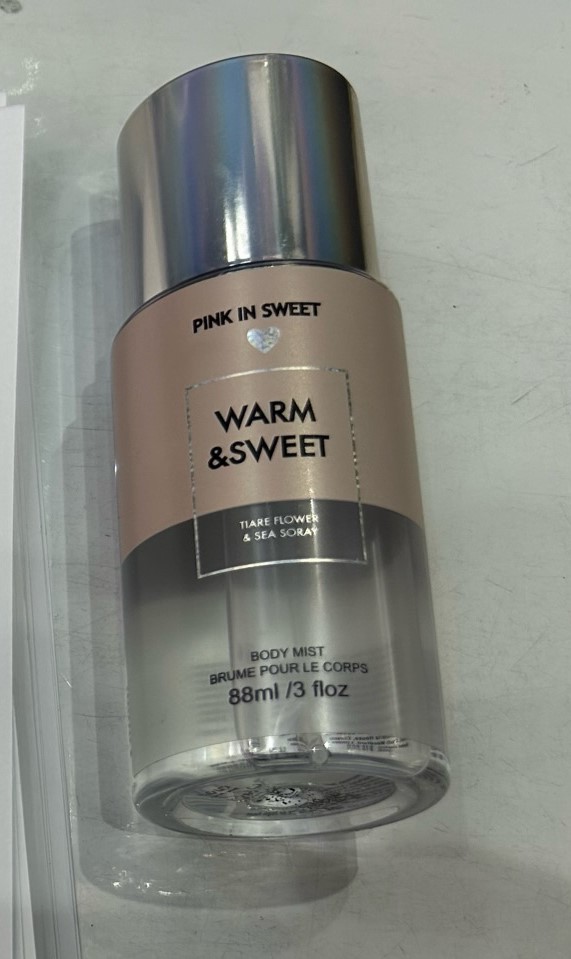 PINK IN SWEET
WARM
&SWEET
TIARE FLOWER
& SEA SORAY
BODY MIST
BRUME POUR LE CORPS
88ml /3 floz